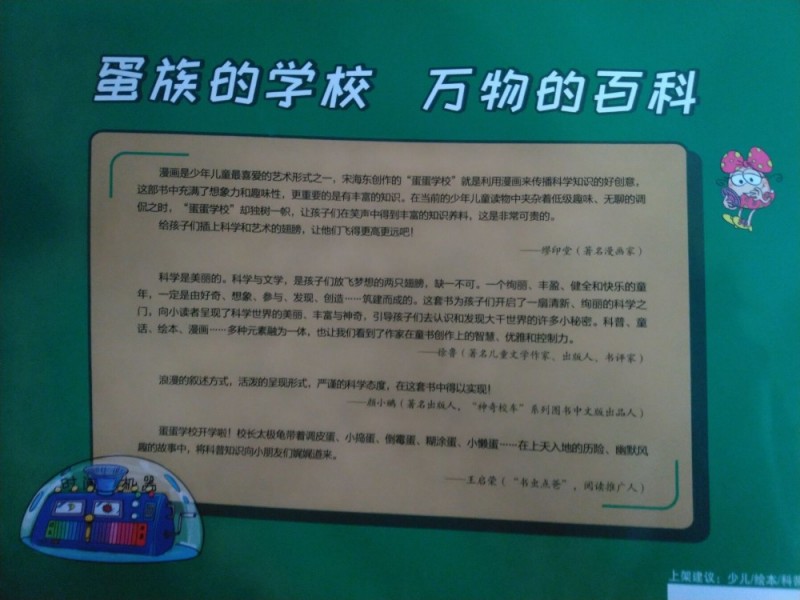 蛋族的学校 万物的百科
漫画是少年儿童最喜爱的艺术形式之一，宋海东创作的“蛋蛋学校”就是利用漫画来传播科学知识的好创意，
这部书中充满了想象力和趣味性，更重要的是有丰富的知识。在当前的少年儿童读物中夹杂着低级趣味、无聊的调
侃之时，“蛋蛋学校”却独树一帜，让孩子们在笑声中得到丰富的知识养料，这是非常可贵的。
给孩子们插上科学和艺术的翅膀，让他们飞得更高更远吧！
——缪印堂（著名漫画家）
科学是美丽的。科学与文学，是孩子们放飞梦想的两只翅膀，缺一不可。一个绚丽、丰盈、健全和快乐的童
年，一定是由好奇、想象、参与、发现、创造……筑建而成的。这套书为孩子们开启了一扇清新、绚丽的科学之
门，向小读者呈现了科学世界的美丽、丰富与神奇，引导孩子们去认识和发现大千世界的许多小秘密。科普、童
话、绘本、漫画……多种元素融为一体，也让我们看到了作家在童书创作上的智慧、优雅和控制力。
——徐鲁（著名儿童文学作家、出版人、书评家）
浪漫的叙述方式，活泼的呈现形式，严谨的科学态度，在这套书中得以实现！
——颜小鹂（著名出版人，“神奇校车”系列图书中文版出品人）
蛋蛋学校开学啦！校长太极龟带着调皮蛋、小捣蛋、倒霉蛋、糊涂蛋、小懒蛋……在上天入地的历险、幽默风
趣的故事中，将科普知识向小朋友们娓娓道来。
——王启荣（“书虫点爸”，阅读推广人）
时间机器
上架建议：少儿/绘本/科普